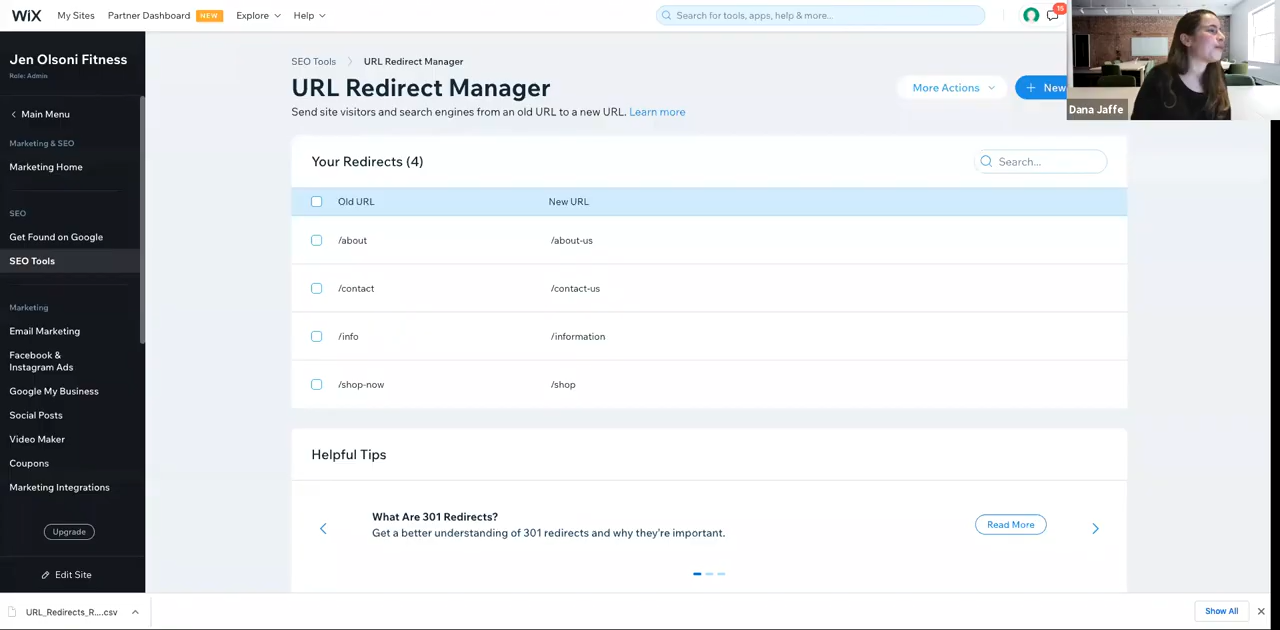 WiX My Sites Partner Dashboard NEW Explore Help Search for tools, apps, help & more... 15
Jen Olsoni Fitness
Role: Admin
Main Menu
Marketing & SEO
Marketing Home
SEO
Get Found on Google
SEO Tools
Marketing
Email Marketing
Facebook &
Instagram Ads
Google My Business
Social Posts
Video Maker
Coupons
Marketing Integrations
Upgrade
Edit Site
SEO Tools URL Redirect Manager
URL Redirect Manager
More Actions
+ New
Send site visitors and search engines from an old URL to a new URL. Learn more
Dana Jaffe
Your Redirects (4)
Search...
Old URL New URL
/about /about-us
/contact /contact-us
/info /information
/shop-now /shop
Helpful Tips
What Are 301 Redirects?
Get a better understanding of 301 redirects and why they're important.
Read More
URL_Redirects_R....csv
Show All